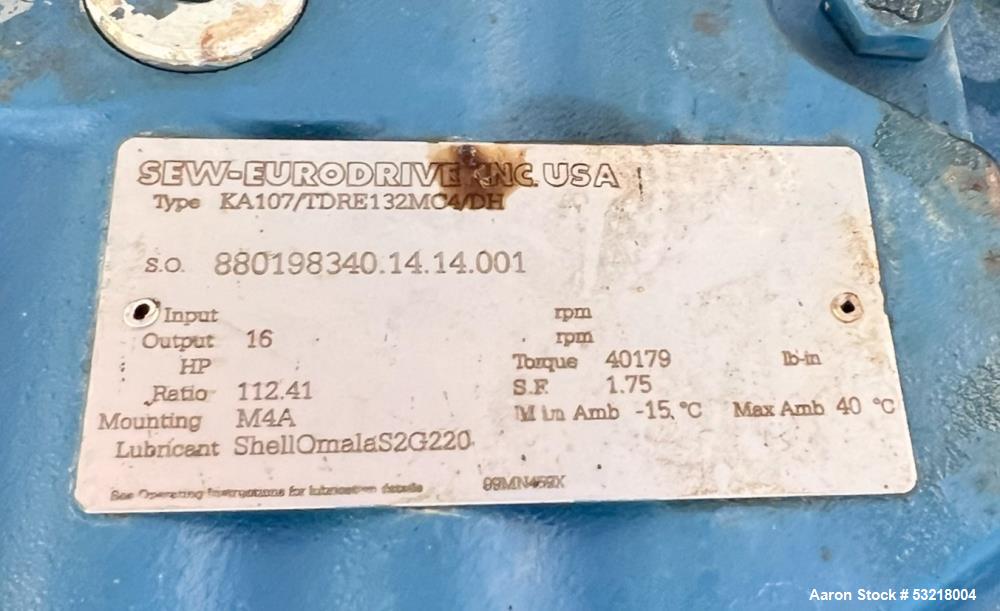 SEW-EURODRIVE, INC. USA
Type KA107/TDRE132MC4/DH
S.O. 880198340.14.14.001
Input rpm
Output 16 rpm
HP Torque 40179 lb-in
Ratio 112.41 S.F. 1.75
Mounting M4A Min Amb -15 °C Max Amb 40 °C
Lubricant ShellOmalaS2G220
See Operating Instructions for lubrication details 99MN459X
Aaron Stock # 53218004